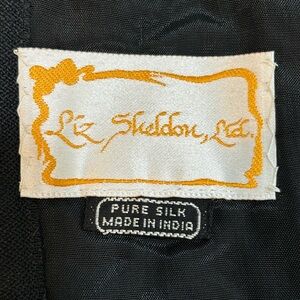 Liz Sheldon, Ltd.
PURE SILK
MADE IN INDIA